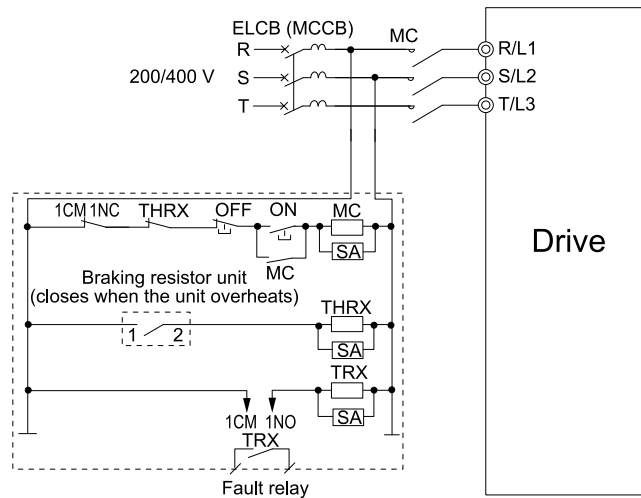 ELCB (MCCB)
MC
R
R/L1
200/400 V
S
S/L2
T
T/L3
Drive
1CM 1NC
THRX
OFF
ON
MC
SA
MC
Braking resistor unit
(closes when the unit overheats)
THRX
1 2
SA
TRX
SA
1CM 1NO
TRX
Fault relay